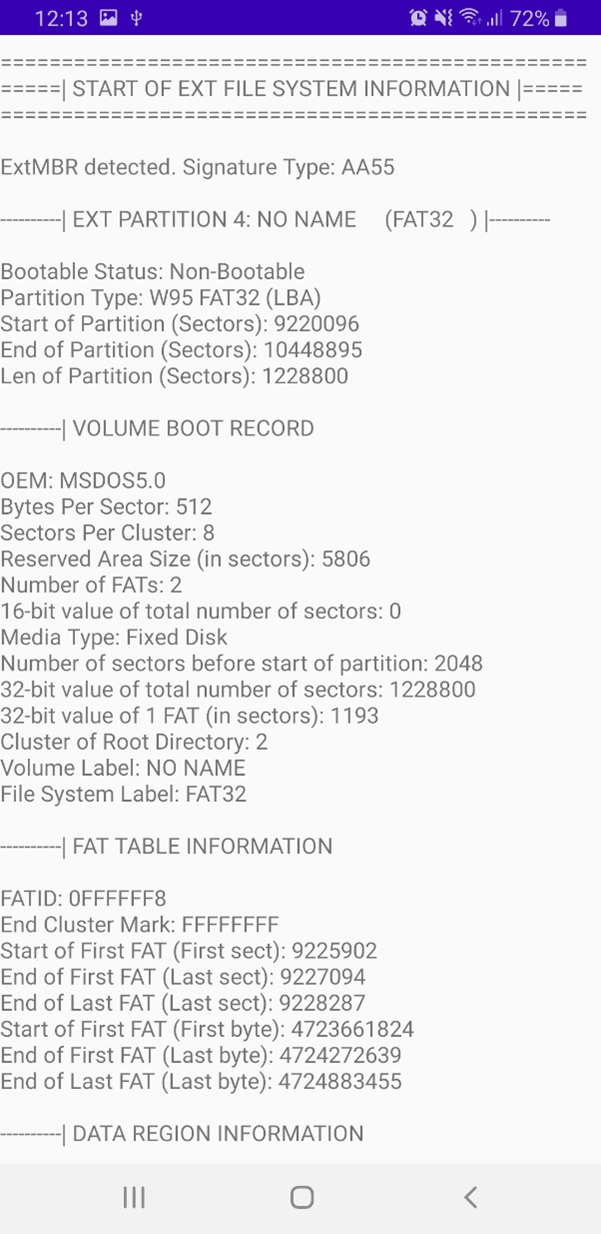 12:13 72%
===============================================
=====| START OF EXT FILE SYSTEM INFORMATION |=====
===============================================
ExtMBR detected. Signature Type: AA55
----------| EXT PARTITION 4: NO NAME    (FAT32   ) |----------
Bootable Status: Non-Bootable
Partition Type: W95 FAT32 (LBA)
Start of Partition (Sectors): 9220096
End of Partition (Sectors): 10448895
Len of Partition (Sectors): 1228800
----------| VOLUME BOOT RECORD
OEM: MSDOS5.0
Bytes Per Sector: 512
Sectors Per Cluster: 8
Reserved Area Size (in sectors): 5806
Number of FATs: 2
16-bit value of total number of sectors: 0
Media Type: Fixed Disk
Number of sectors before start of partition: 2048
32-bit value of total number of sectors: 1228800
32-bit value of 1 FAT (in sectors): 1193
Cluster of Root Directory: 2
Volume Label: NO NAME
File System Label: FAT32
----------| FAT TABLE INFORMATION
FATID: 0FFFFFF8
End Cluster Mark: FFFFFFFF
Start of First FAT (First sect): 9225902
End of First FAT (Last sect): 9227094
End of Last FAT (Last sect): 9228287
Start of First FAT (First byte): 4723661824
End of First FAT (Last byte): 4724272639
End of Last FAT (Last byte): 4724883455
----------| DATA REGION INFORMATION